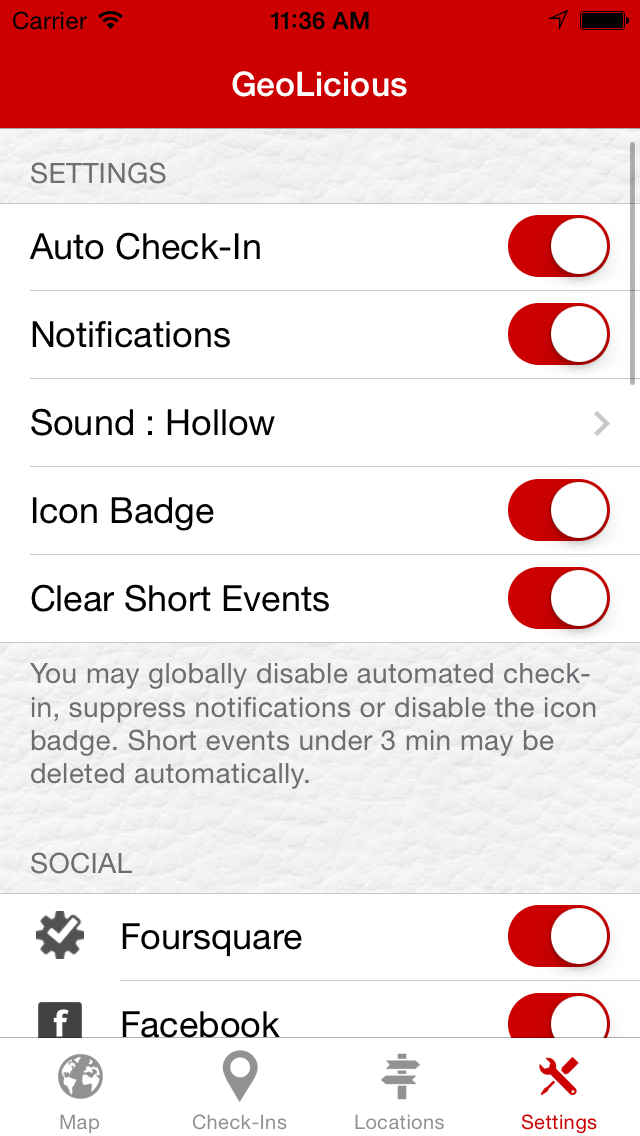 Carrier 11:36 AM
GeoLicious
SETTINGS
Auto Check-In
Notifications
Sound : Hollow
Icon Badge
Clear Short Events
You may globally disable automated check-
in, suppress notifications or disable the icon
badge. Short events under 3 min may be
deleted automatically.
SOCIAL
Foursquare
f Facebook
Map Check-Ins Locations Settings